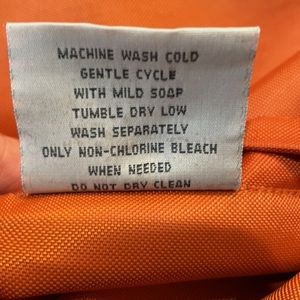 MACHINE WASH COLD
GENTLE CYCLE
WITH MILD SOAP
TUMBLE DRY LOW
WASH SEPARATELY
ONLY NON-CHLORINE BLEACH
WHEN NEEDED
DO NOT DRY CLEAN